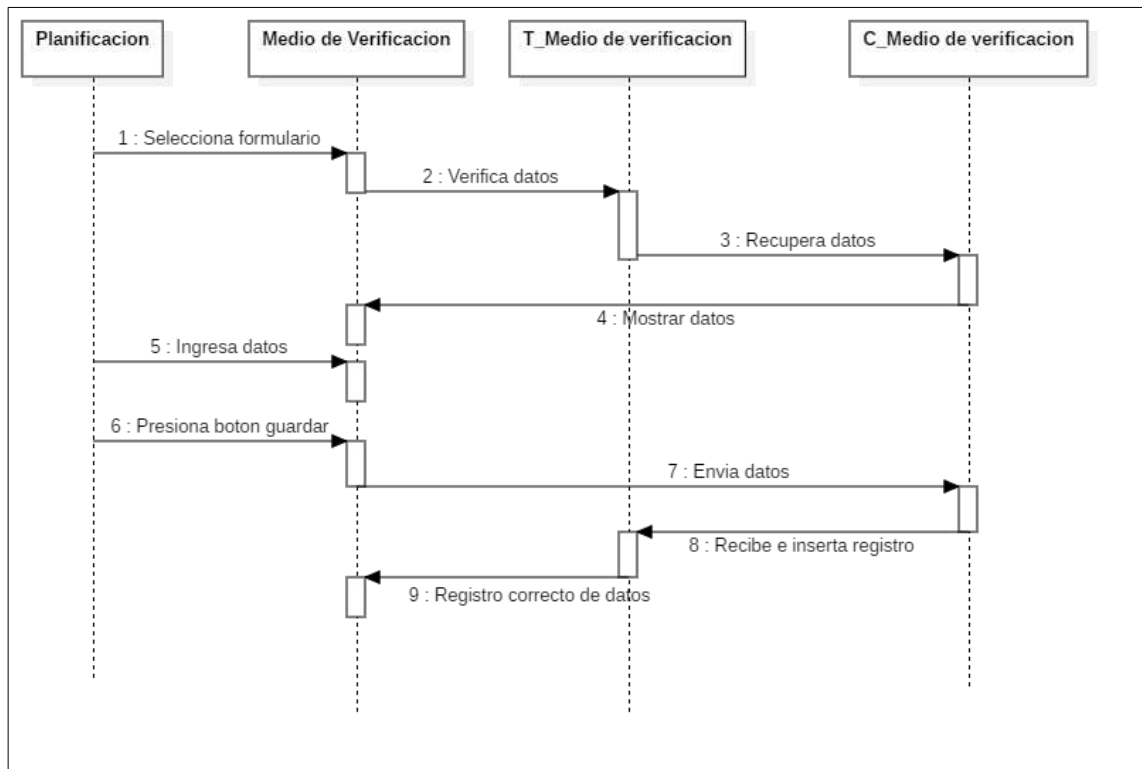 Planificacion
Medio de Verificacion
T_Medio de verificacion
C_Medio de verificacion
1 : Selecciona formulario
2 : Verifica datos
3 : Recupera datos
4 : Mostrar datos
5 : Ingresa datos
6 : Presiona boton guardar
7 : Envia datos
8 : Recibe e inserta registro
9 : Registro correcto de datos